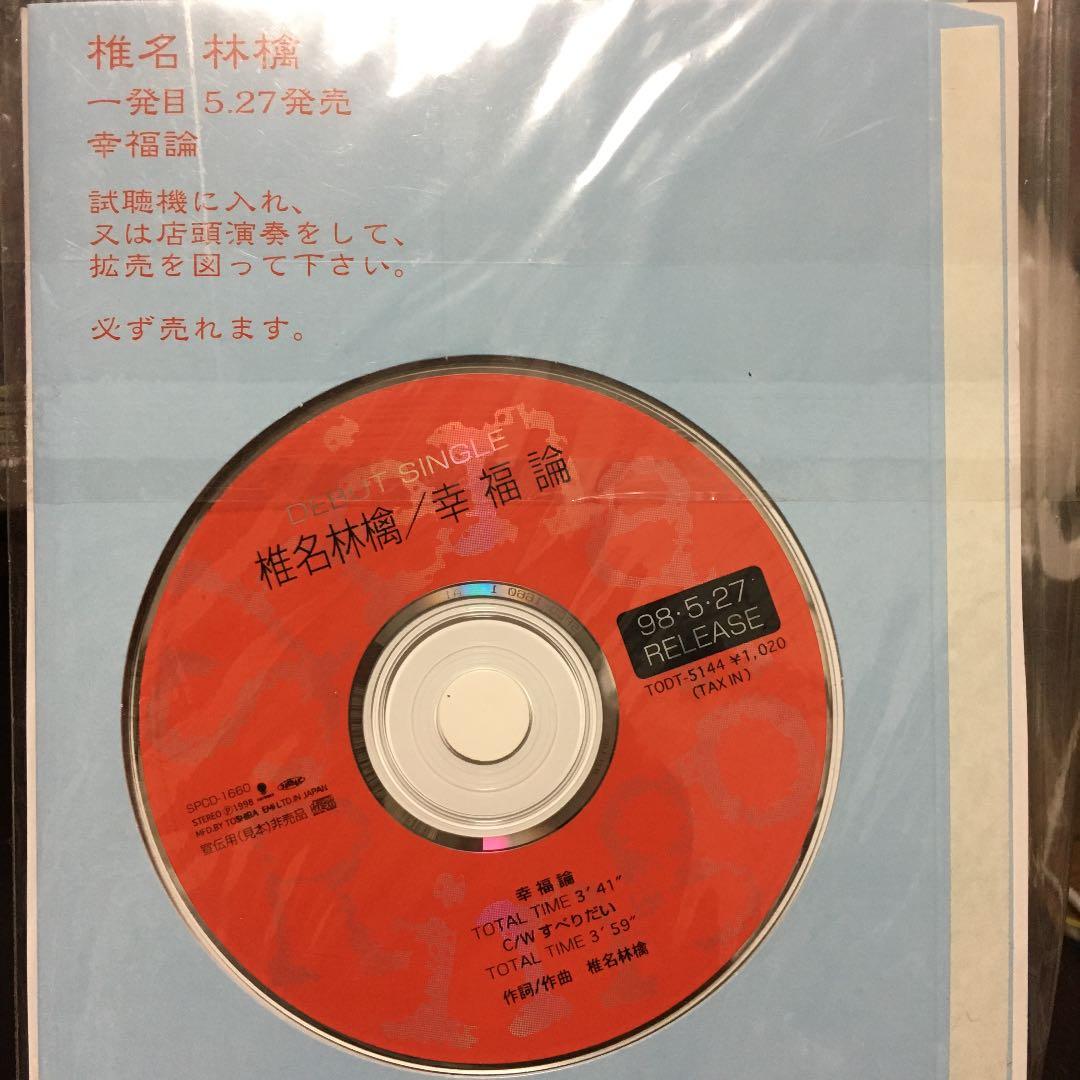 椎名 林檎
一発目 5.27発売
幸福論
試聴機に入れ、
又は店頭演奏をして、
拡売を図って下さい。
必ず売れます。
DEBUT SINGLE
椎名林檎/幸福論
98・5・27
RELEASE
TODT-5144 ¥1,020
(TAX IN)
SPCD-1660
STEREO Ⓟ1998
MFD.BY TOSHIBA EMI LTD.IN JAPAN
宣伝用(見本)非売品
幸福論
TOTAL TIME 3′41″
C/W すべりだい
TOTAL TIME 3′59″
作詞/作曲 椎名林檎